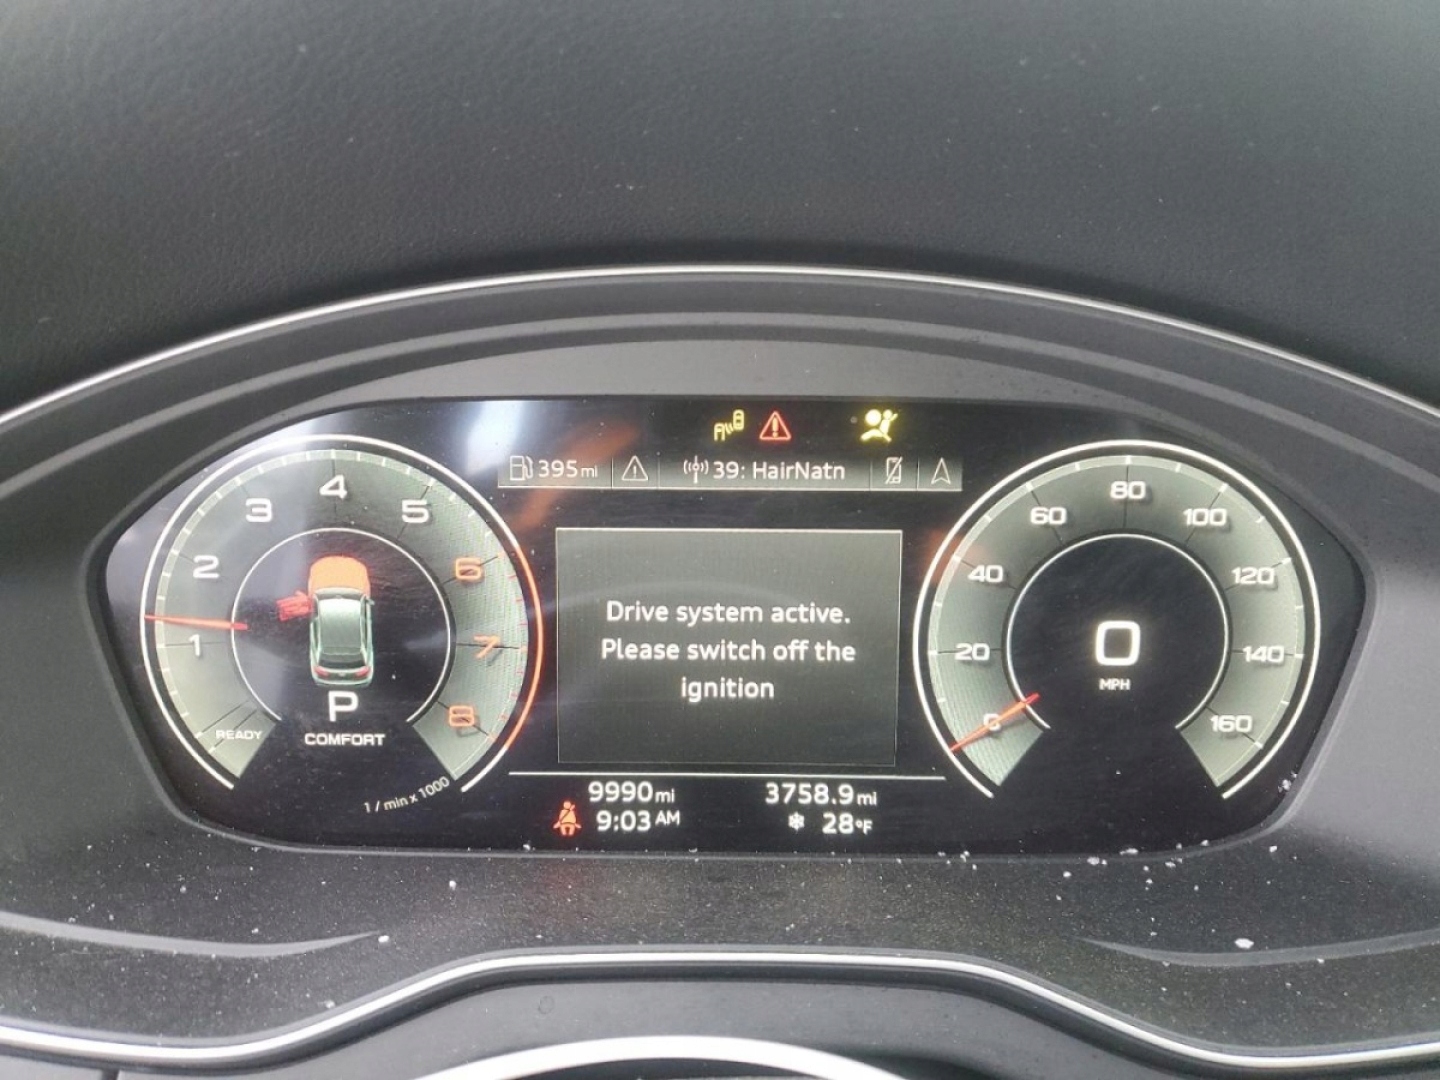 395mi
39: HairNatn
1 2 3 4 5 6 7 8
READY
P
COMFORT
1 / min x 1000
Drive system active.
Please switch off the
ignition
0 20 40 60 80 100 120 140 160
0
MPH
9990mi 3758.9mi
9:03AM 28°F